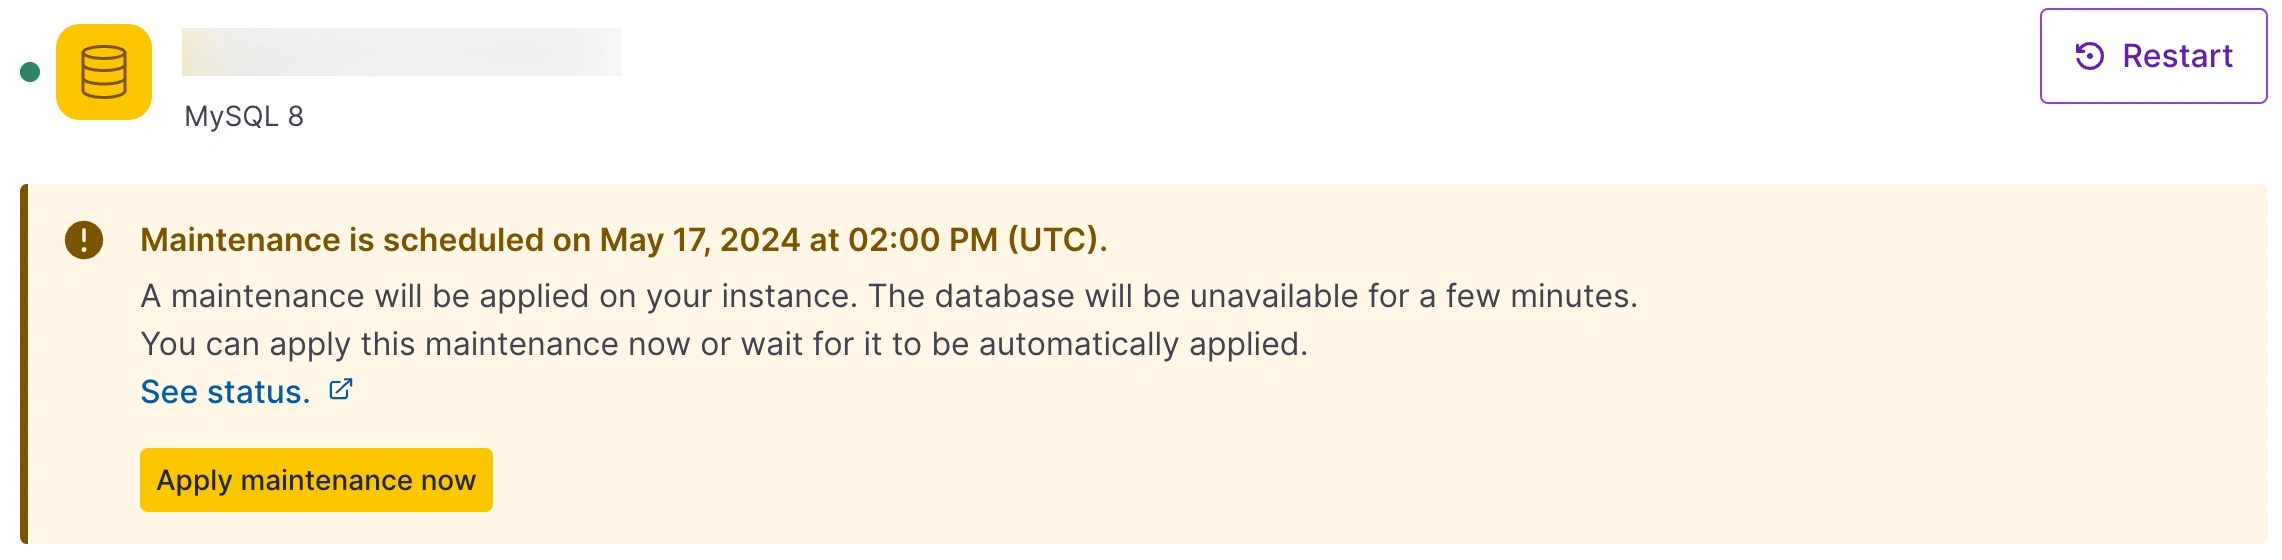 Restart
MySQL 8
Maintenance is scheduled on May 17, 2024 at 02:00 PM (UTC).
A maintenance will be applied on your instance. The database will be unavailable for a few minutes.
You can apply this maintenance now or wait for it to be automatically applied.
See status.
Apply maintenance now